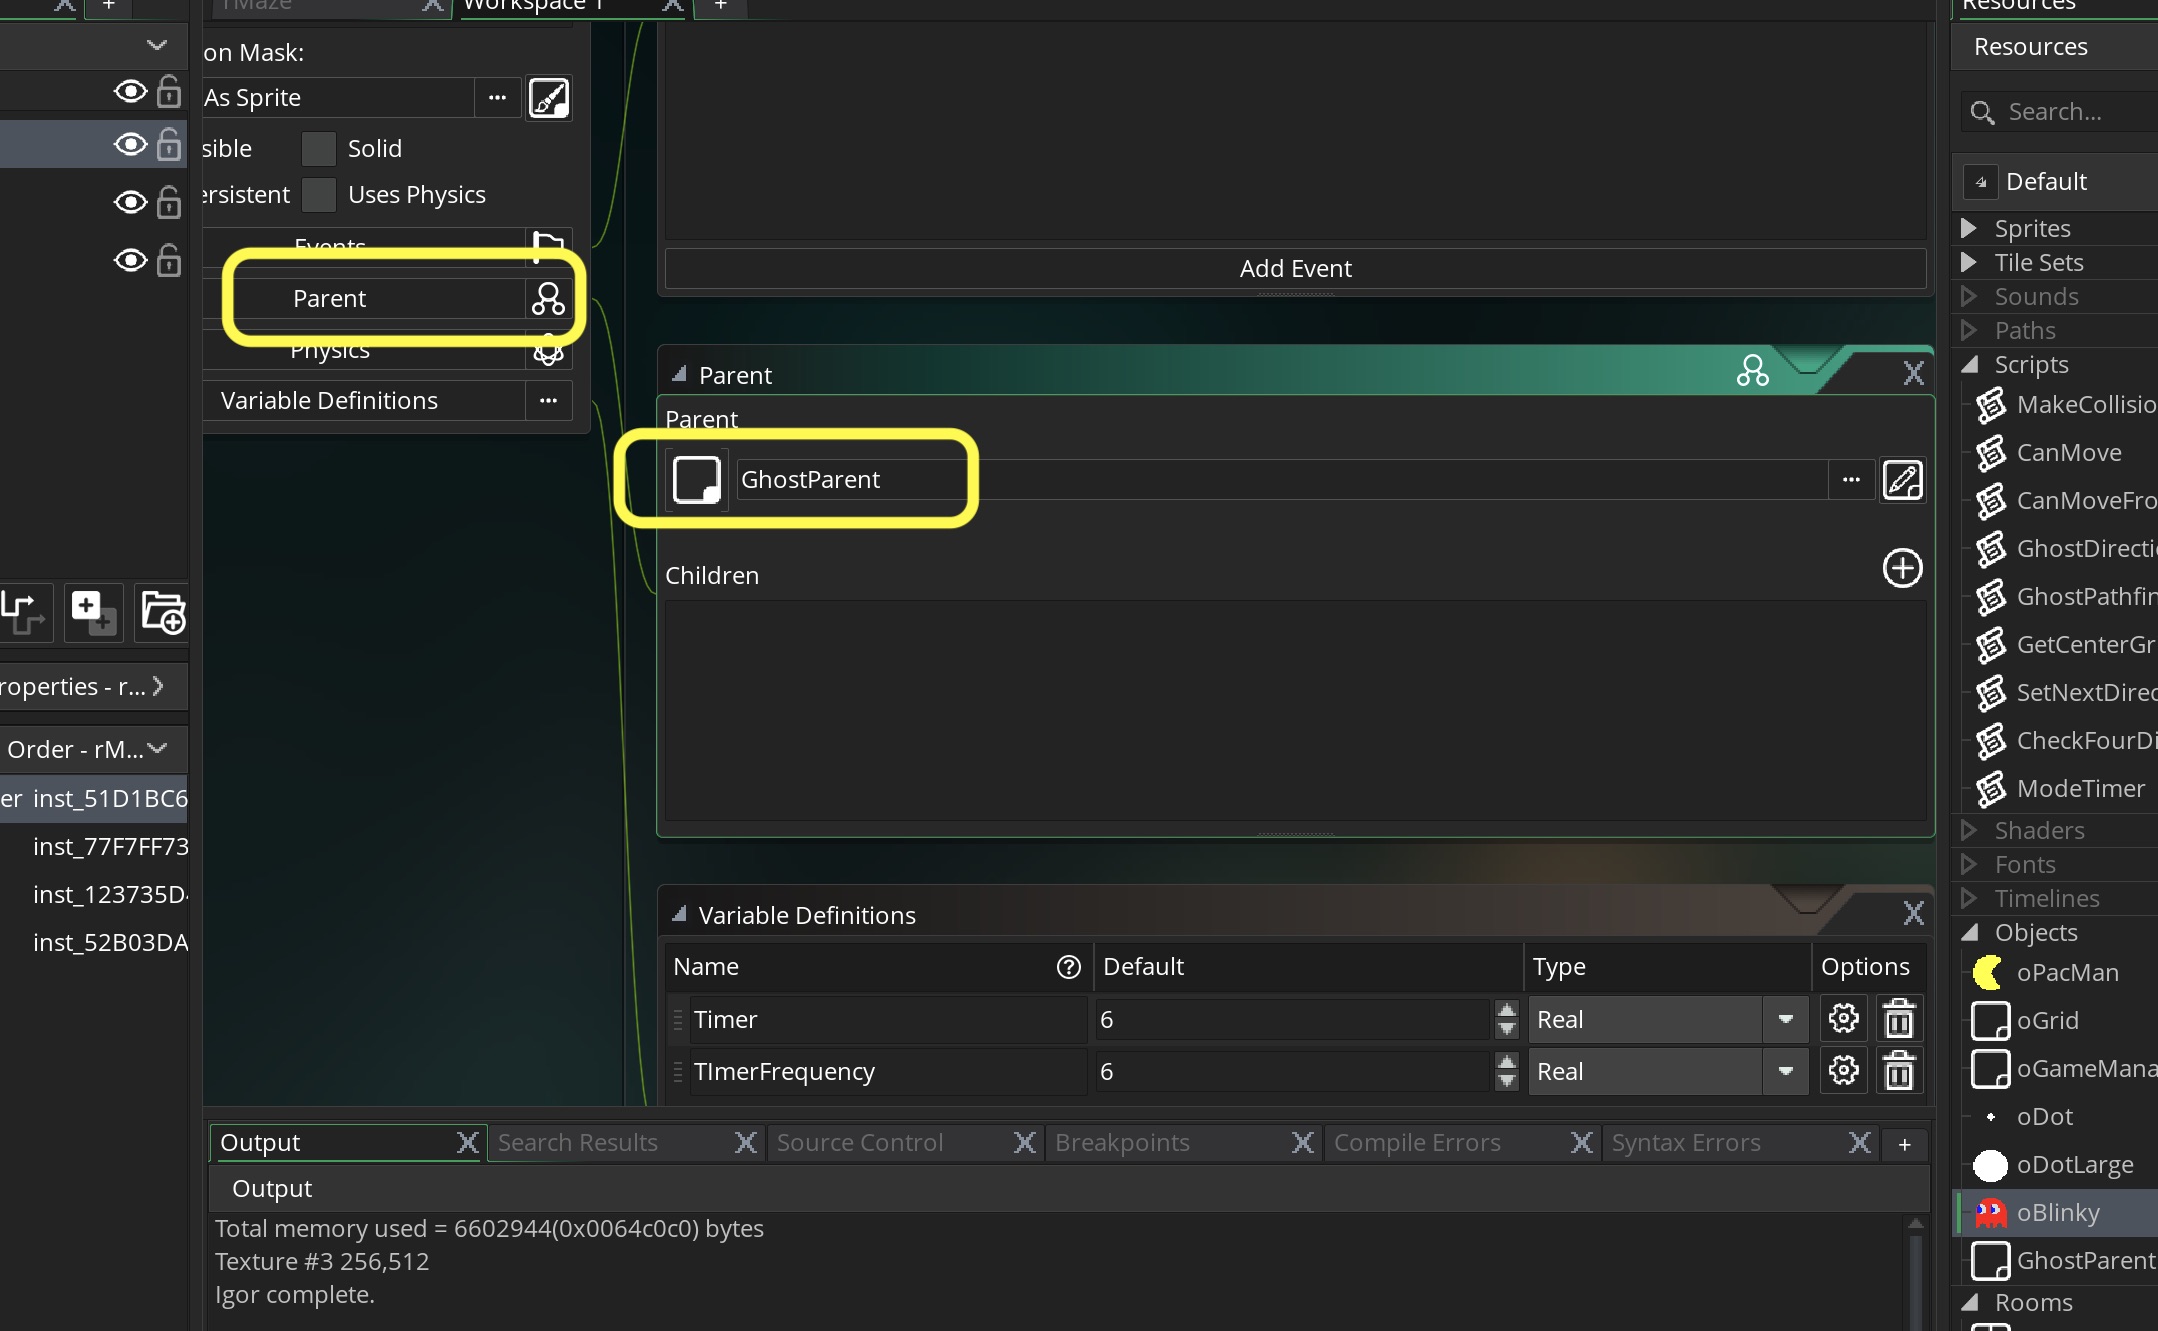 TMaze
Workspace 1
on Mask:
As Sprite
...
sible
Solid
ersistent
Uses Physics
Events
Parent
Physics
Variable Definitions
...
roperties - r...
Order - rM...
er inst_51D1BC6
inst_77F7FF73
inst_123735D
inst_52B03DA
Add Event
Parent
Parent
GhostParent
...
Children
Variable Definitions
Name
Default
Type
Options
Timer
6
Real
TImerFrequency
6
Real
Output
Search Results
Source Control
Breakpoints
Compile Errors
Syntax Errors
+
Output
Total memory used = 6602944(0x0064c0c0) bytes
Texture #3 256,512
Igor complete.
Resources
Resources
Search...
Default
Sprites
Tile Sets
Sounds
Paths
Scripts
MakeCollisio
CanMove
CanMoveFro
GhostDirecti
GhostPathfin
GetCenterGr
SetNextDirec
CheckFourDi
ModeTimer
Shaders
Fonts
Timelines
Objects
oPacMan
oGrid
oGameMana
oDot
oDotLarge
oBlinky
GhostParent
Rooms